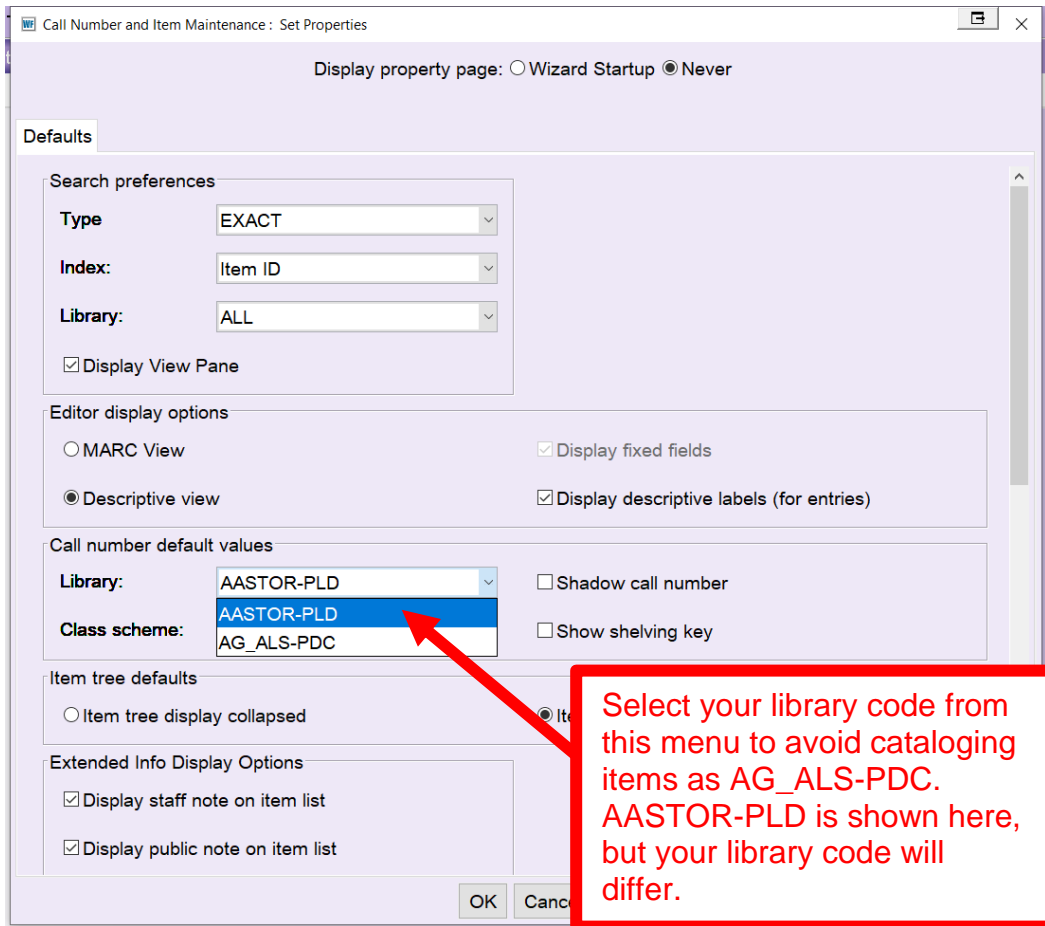 WF Call Number and Item Maintenance : Set Properties
Display property page: Wizard Startup Never
Defaults
Search preferences
Type EXACT
Index: Item ID
Library: ALL
Display View Pane
Editor display options
MARC View Display fixed fields
Descriptive view Display descriptive labels (for entries)
Call number default values
Library: AASTOR-PLD Shadow call number
AASTOR-PLD
Class scheme: AG_ALS-PDC Show shelving key
Item tree defaults
Item tree display collapsed
Extended Info Display Options
Display staff note on item list
Display public note on item list
OK
Select your library code from
this menu to avoid cataloging
items as AG_ALS-PDC.
AASTOR-PLD is shown here,
but your library code will
differ.